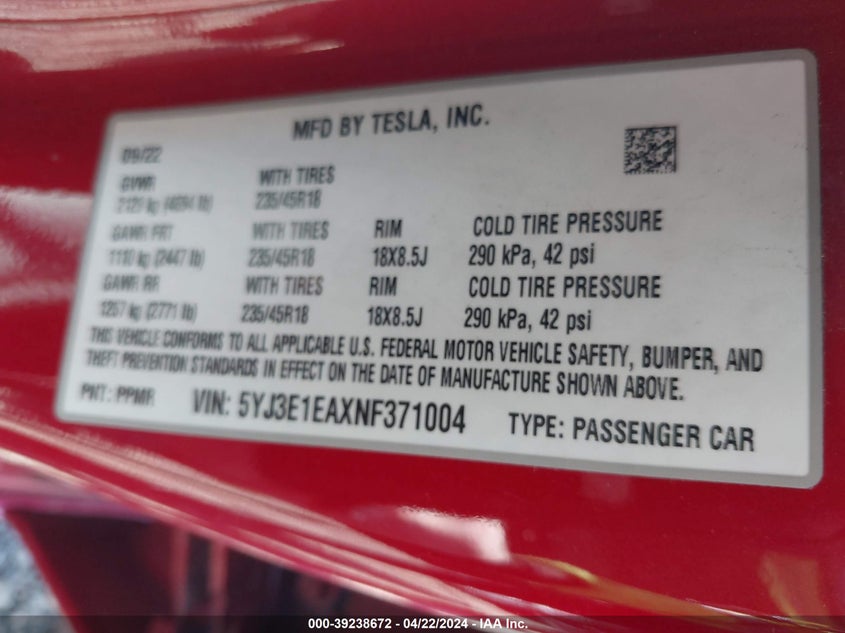 MFD BY TESLA, INC.
09/22
GVWR WITH TIRES
2129 kg (4694 lb) 235/45R18
GAWR FRT WITH TIRES RIM COLD TIRE PRESSURE
1110 kg (2447 lb) 235/45R18 18X8.5J 290 kPa, 42 psi
GAWR RR WITH TIRES RIM COLD TIRE PRESSURE
1257 kg (2771 lb) 235/45R18 18X8.5J 290 kPa, 42 psi
THIS VEHICLE CONFORMS TO ALL APPLICABLE U.S. FEDERAL MOTOR VEHICLE SAFETY, BUMPER, AND
THEFT PREVENTION STANDARDS IN EFFECT ON THE DATE OF MANUFACTURE SHOWN ABOVE.
PNT: PPMR VIN: 5YJ3E1EAXNF371004 TYPE: PASSENGER CAR
000-39238672 - 04/22/2024 - IAA Inc.